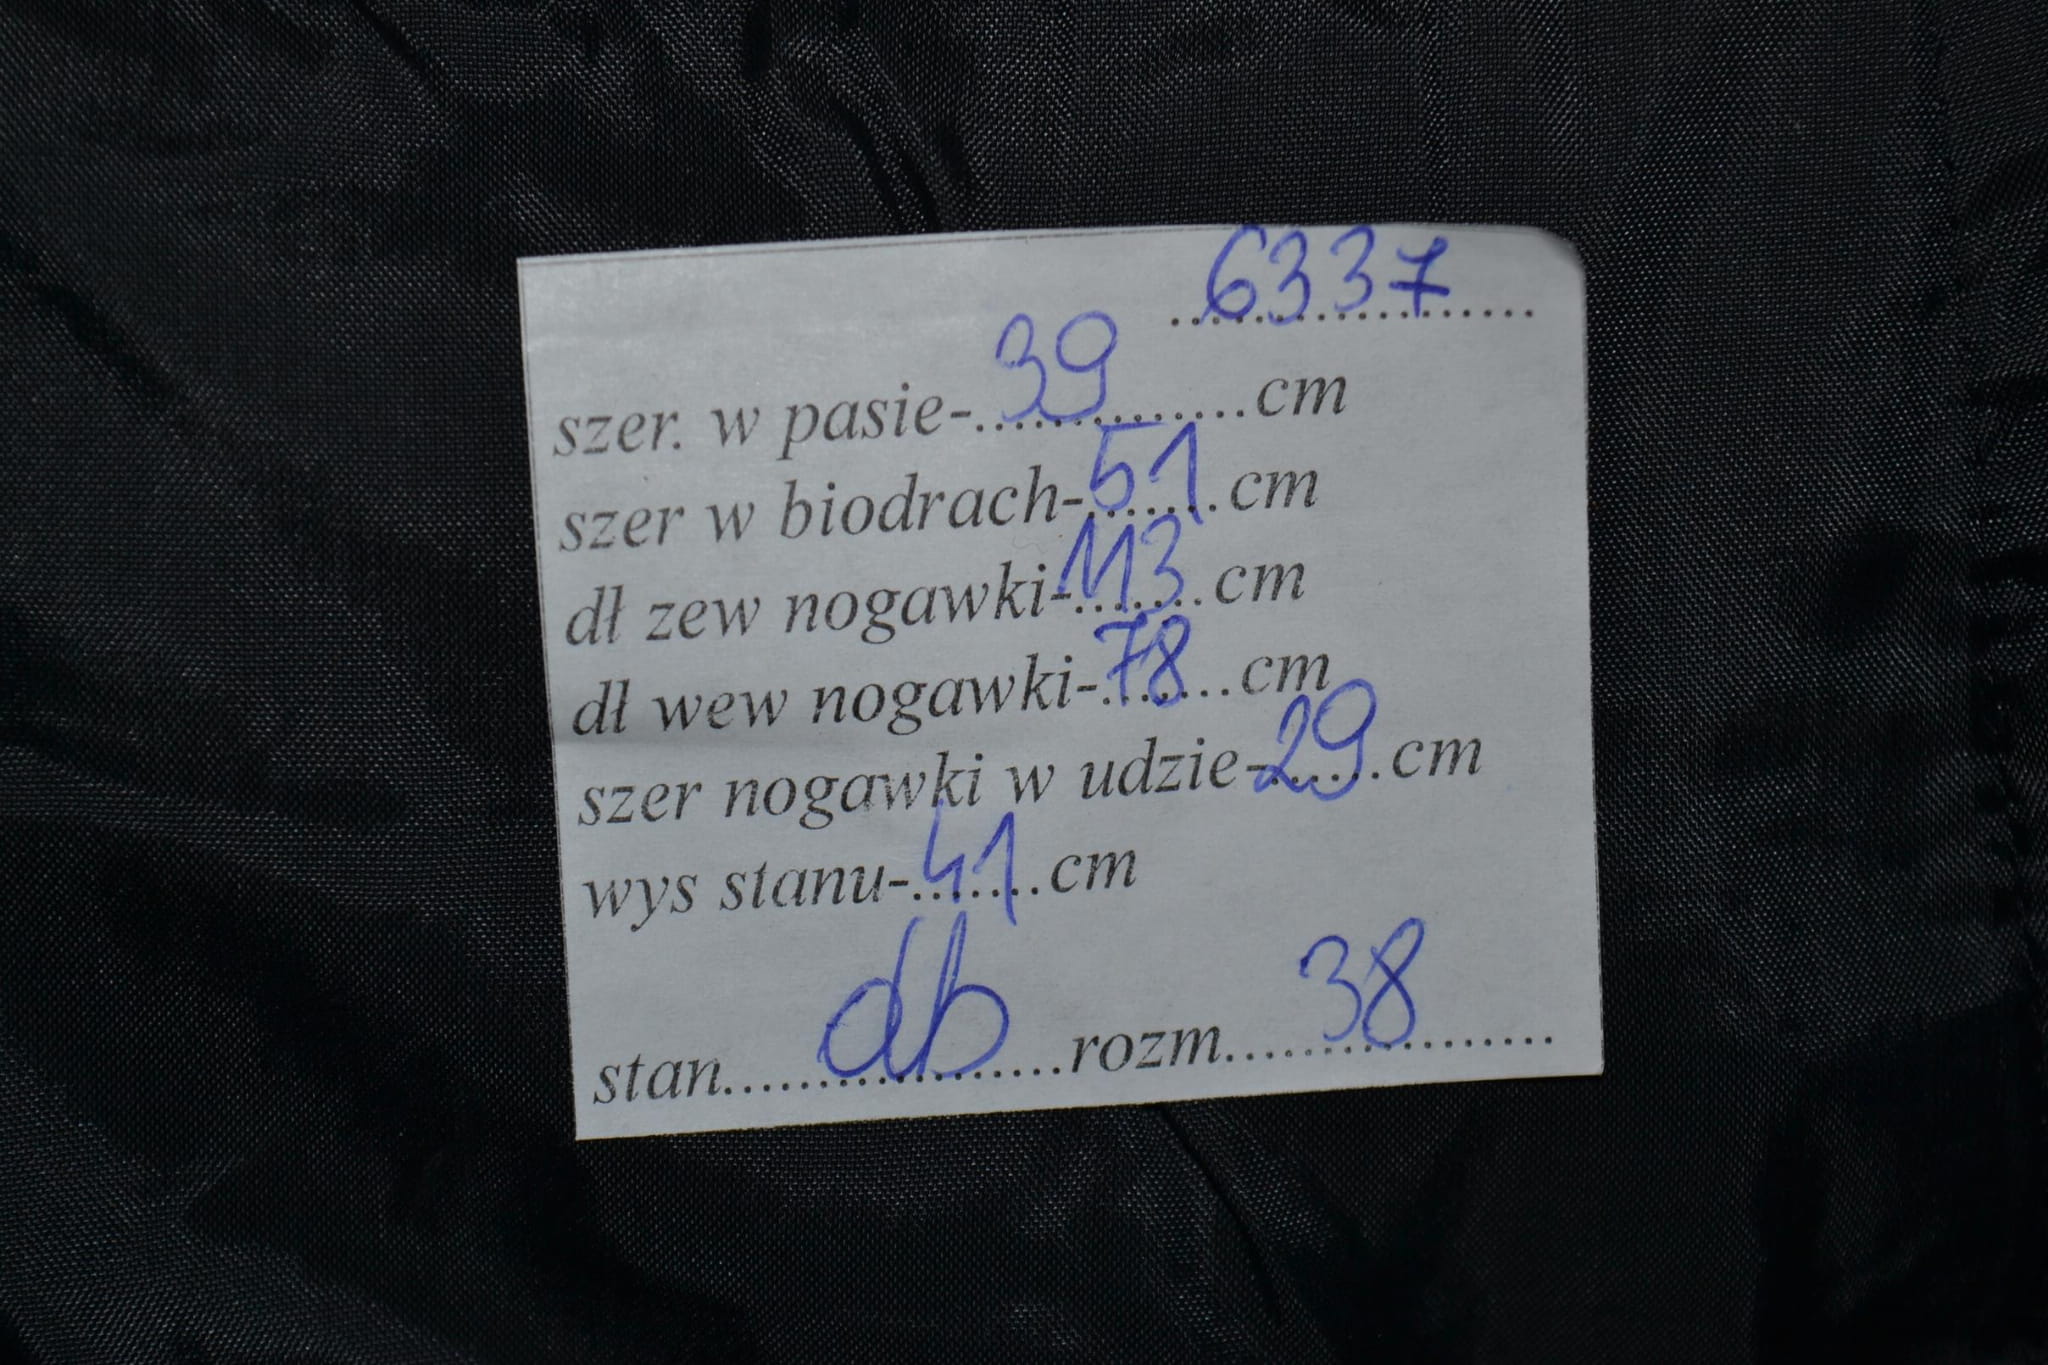 6337
szer. w pasie-39.......cm
szer w biodrach-51.cm
dł zew nogawki-113.cm
dł wew nogawki-78..cm
szer nogawki w udzie-29.cm
wys stanu-41.cm
stan......db......rozm......38......